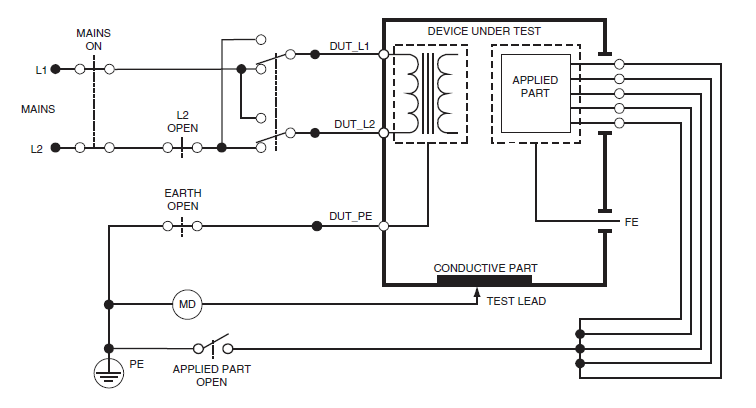 MAINS
ON
DEVICE UNDER TEST
DUT_L1
L1
APPLIED
PART
MAINS
L2
OPEN
DUT_L2
L2
EARTH
OPEN
DUT_PE
FE
CONDUCTIVE PART
MD
TEST LEAD
PE
APPLIED PART
OPEN